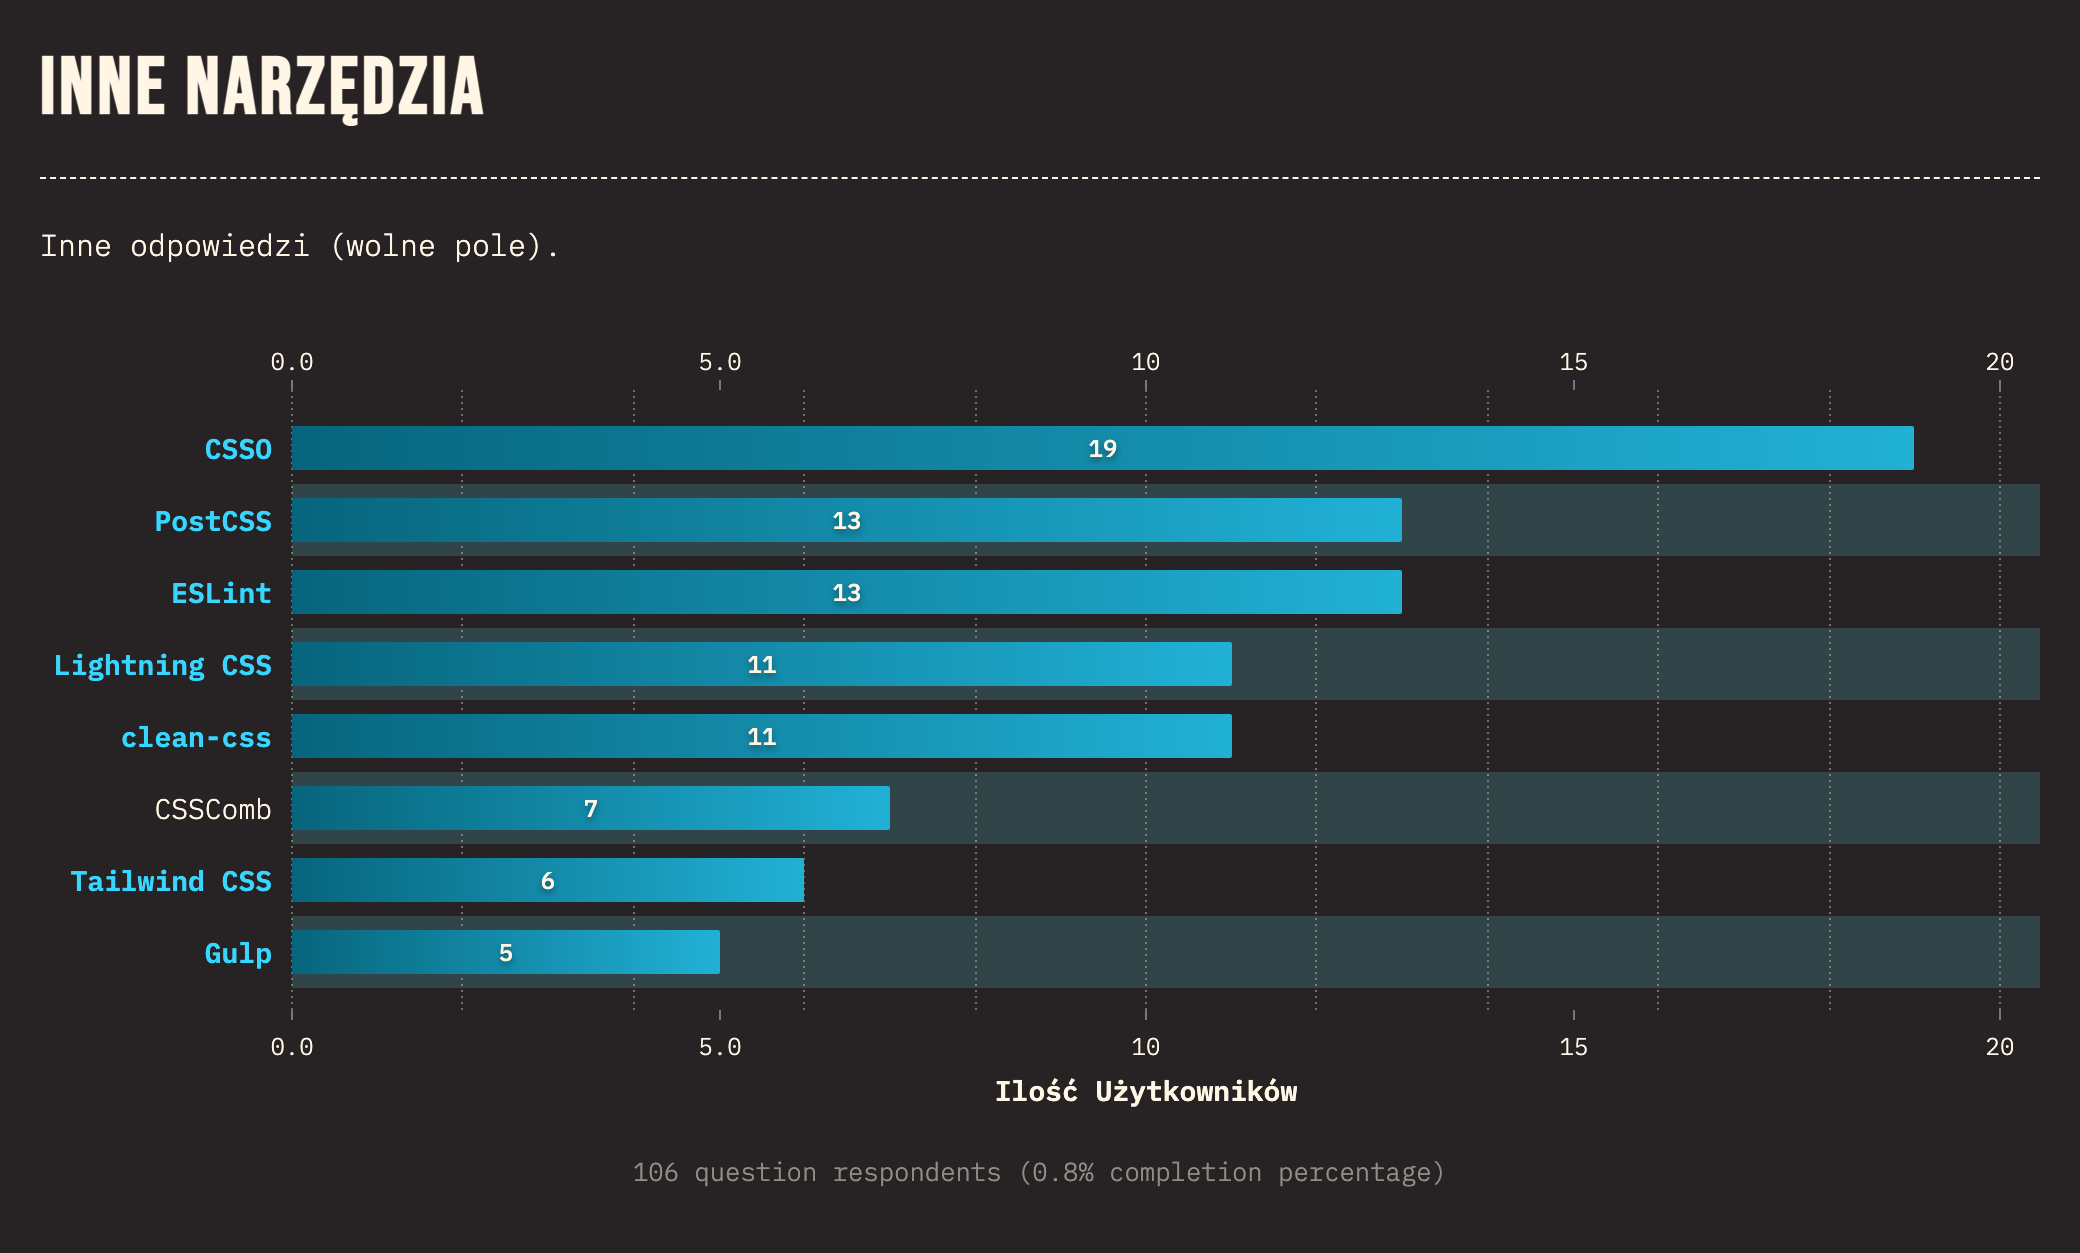 INNE NARZĘDZIA
Inne odpowiedzi (wolne pole).
0.0 5.0 10 15 20
CSSO 19
PostCSS 13
ESLint 13
Lightning CSS 11
clean-css 11
CSSComb 7
Tailwind CSS 6
Gulp 5
0.0 5.0 10 15 20
Ilość Użytkowników
106 question respondents (0.8% completion percentage)